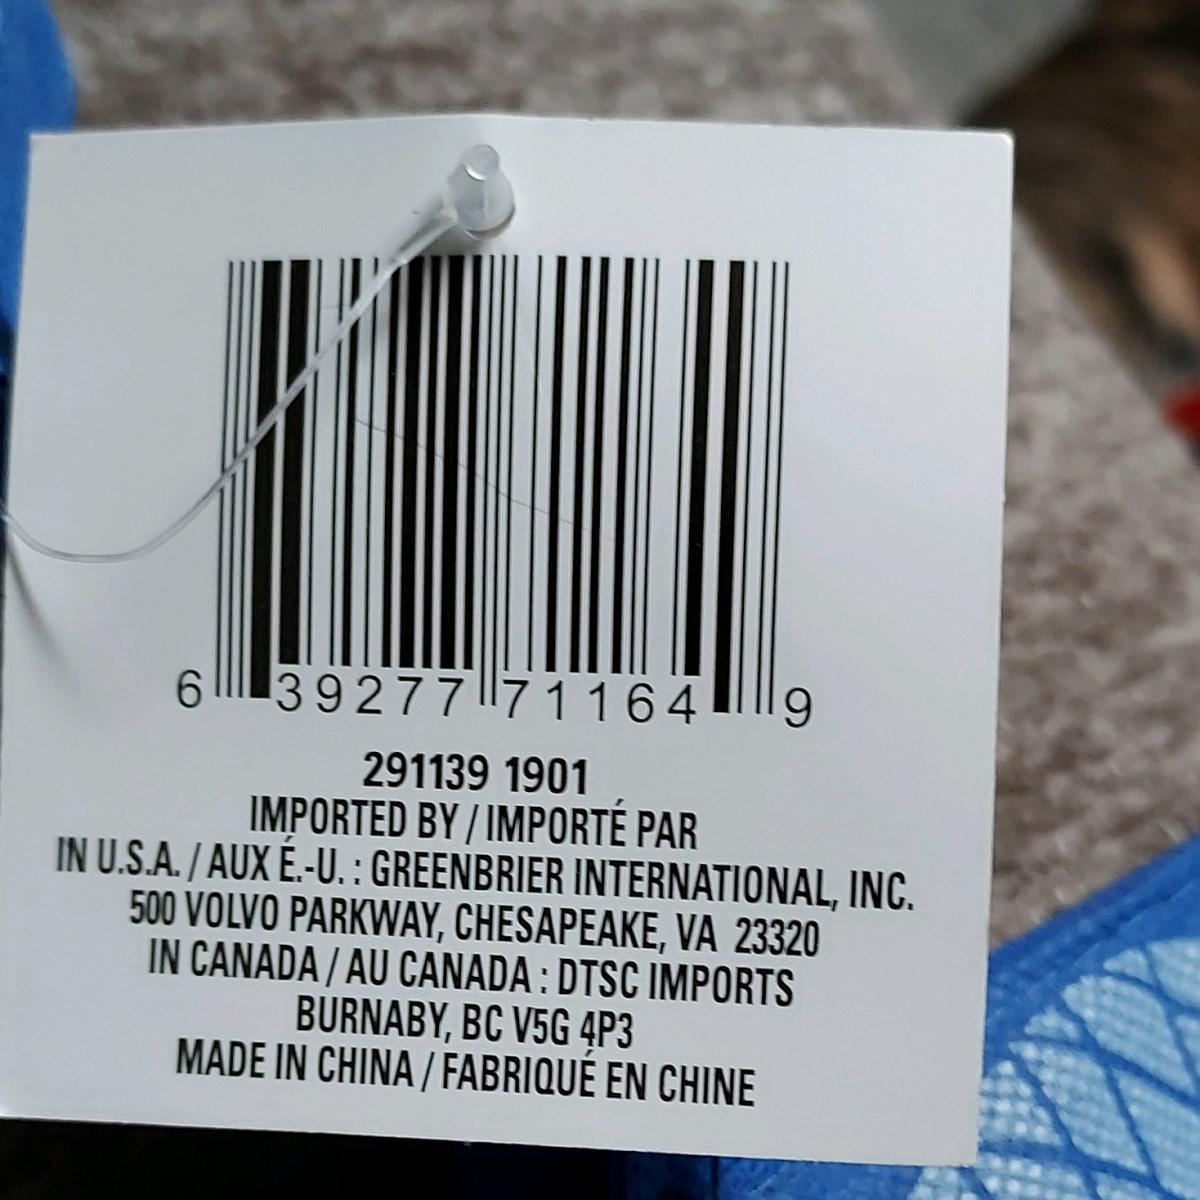 6 39277 71164 9
291139 1901
IMPORTED BY / IMPORTÉ PAR
IN U.S.A. / AUX É.-U. : GREENBRIER INTERNATIONAL, INC.
500 VOLVO PARKWAY, CHESAPEAKE, VA 23320
IN CANADA / AU CANADA : DTSC IMPORTS
BURNABY, BC V5G 4P3
MADE IN CHINA / FABRIQUÉ EN CHINE